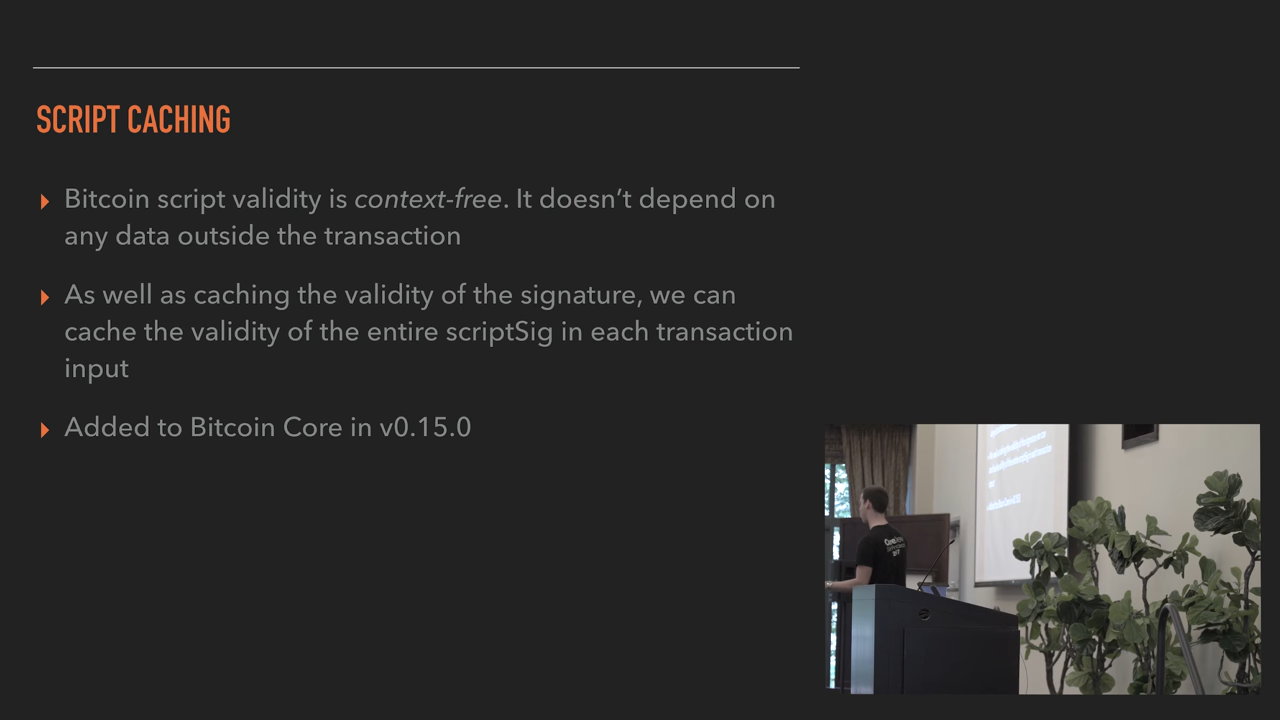 SCRIPT CACHING
Bitcoin script validity is context-free. It doesn’t depend on
any data outside the transaction
As well as caching the validity of the signature, we can
cache the validity of the entire scriptSig in each transaction
input
Added to Bitcoin Core in v0.15.0